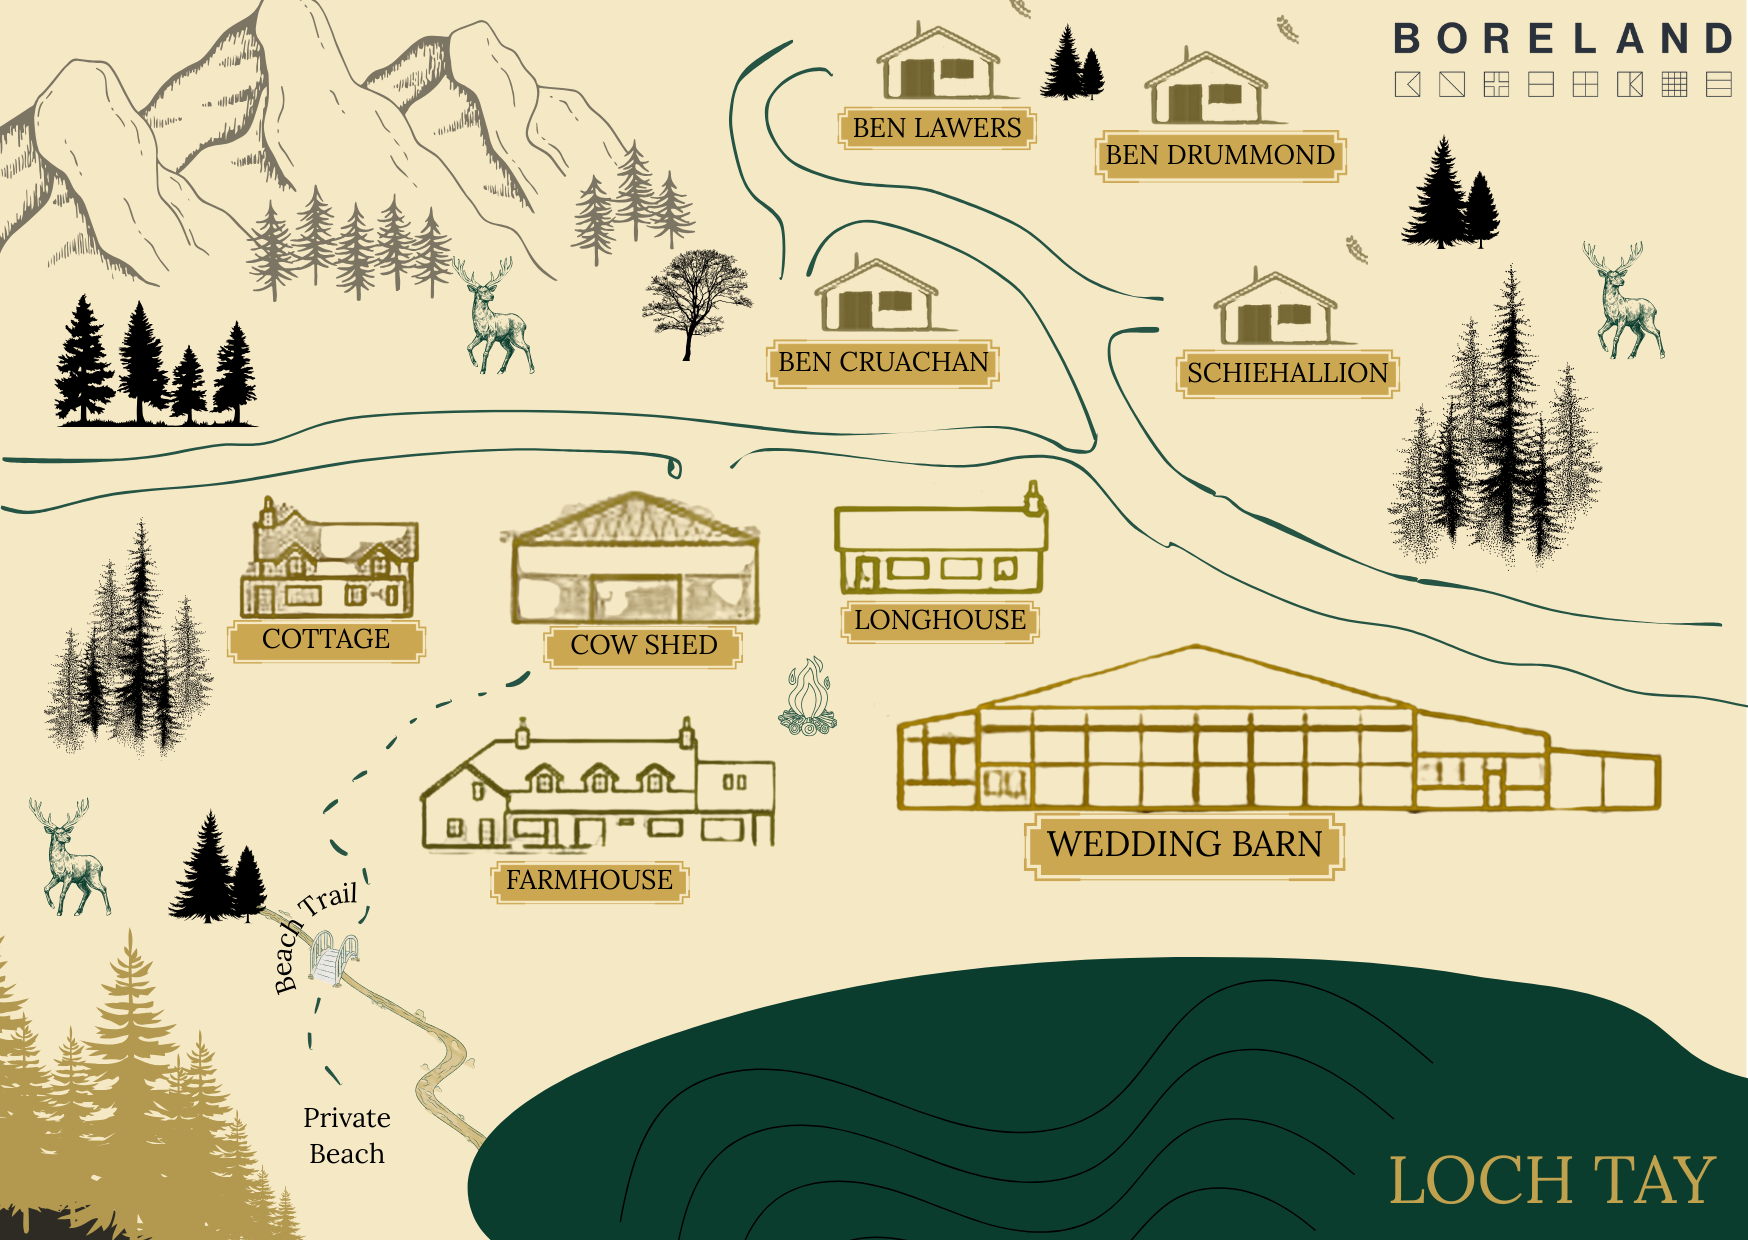 BORELAND
BEN LAWERS
BEN DRUMMOND
BEN CRUACHAN
SCHIEHALLION
COTTAGE
COW SHED
LONGHOUSE
WEDDING BARN
FARMHOUSE
Beach Trail
Private
Beach
LOCH TAY